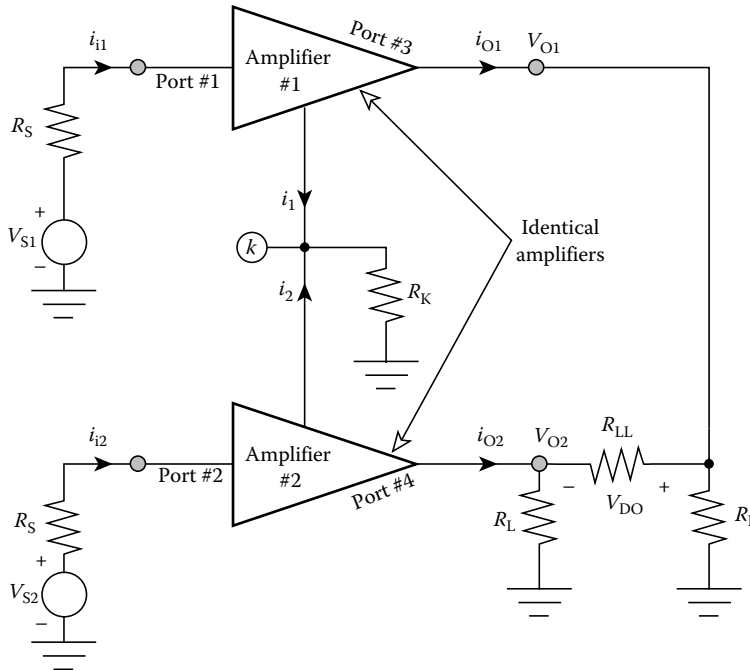 i_i1
Port #1
Amplifier
#1
Port #3
i_O1
V_O1
R_S
+
V_S1
−
i_1
k
i_2
R_K
Identical
amplifiers
i_i2
Port #2
Amplifier
#2
Port #4
i_O2
V_O2
R_LL
− V_DO +
R_S
+
V_S2
−
R_L